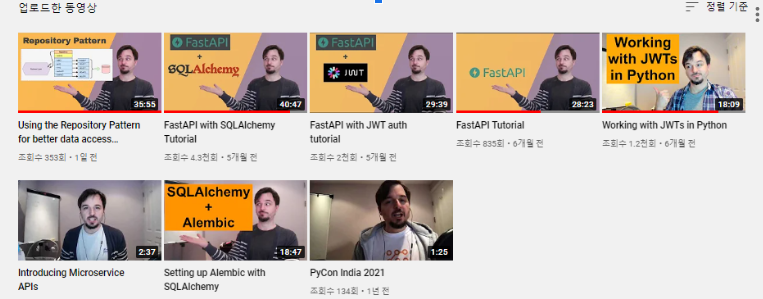 업로드한 동영상
정렬 기준
Repository Pattern
35:55
FastAPI
+
SQLAlchemy
40:47
FastAPI
+
JWT
29:39
FastAPI
28:23
Working
with JWTs
in Python
18:09
Using the Repository Pattern
for better data access...
조회수 353회 • 1일 전
FastAPI with SQLAlchemy
Tutorial
조회수 4.3천회 • 5개월 전
FastAPI with JWT auth
tutorial
조회수 2천회 • 5개월 전
FastAPI Tutorial
조회수 835회 • 6개월 전
Working with JWTs in Python
조회수 1.2천회 • 6개월 전
2:37
SQLAlchemy
+
Alembic
18:47
1:25
Introducing Microservice
APIs
Setting up Alembic with
SQLAlchemy
PyCon India 2021
조회수 134회 • 1년 전